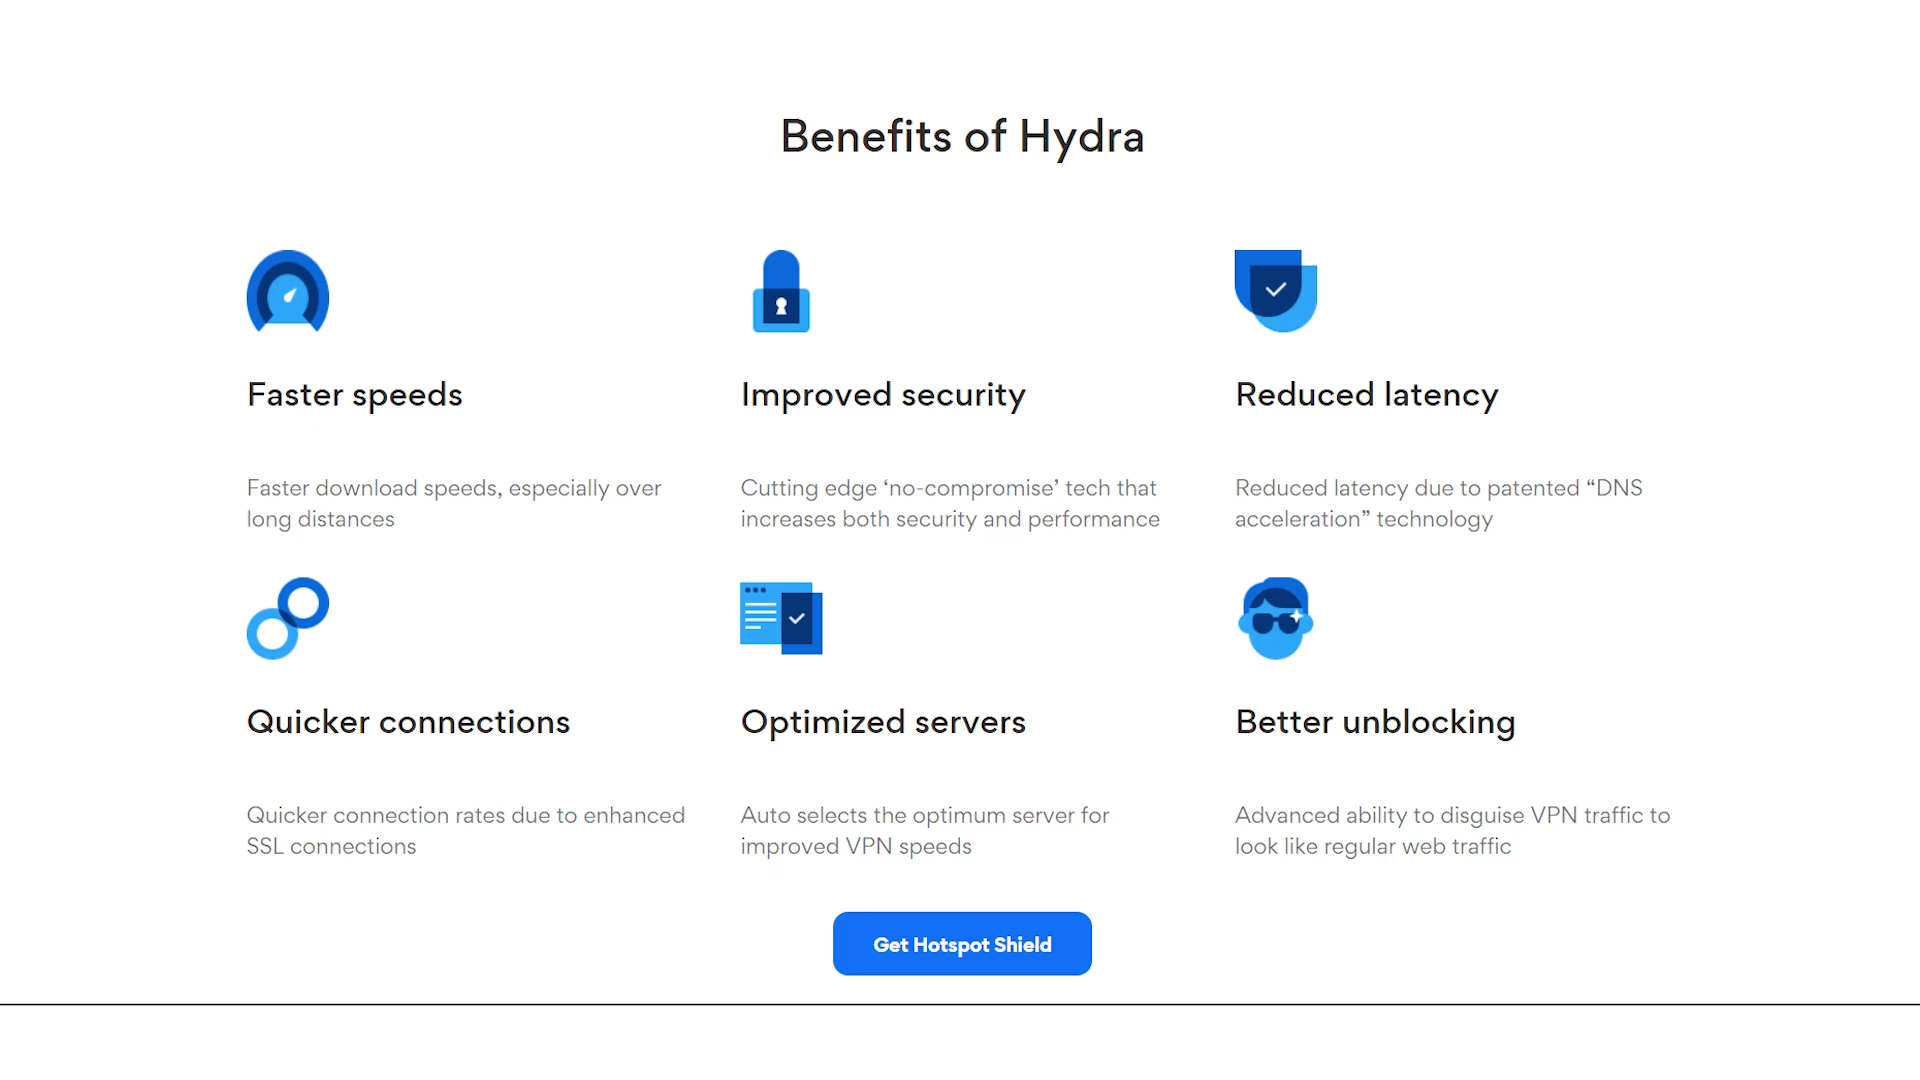 Benefits of Hydra
Faster speeds
Faster download speeds, especially over
long distances
Improved security
Cutting edge ‘no-compromise’ tech that
increases both security and performance
Reduced latency
Reduced latency due to patented “DNS
acceleration” technology
Quicker connections
Quicker connection rates due to enhanced
SSL connections
Optimized servers
Auto selects the optimum server for
improved VPN speeds
Better unblocking
Advanced ability to disguise VPN traffic to
look like regular web traffic
Get Hotspot Shield